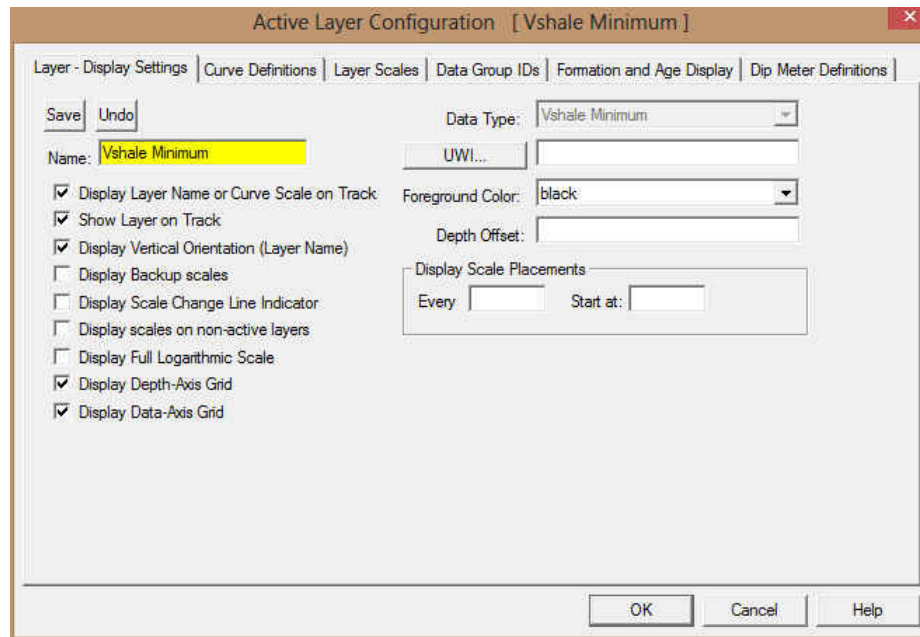 Active Layer Configuration [ Vshale Minimum ]
Layer - Display Settings Curve Definitions Layer Scales Data Group IDs Formation and Age Display Dip Meter Definitions
Save Undo
Name: Vshale Minimum
Display Layer Name or Curve Scale on Track
Show Layer on Track
Display Vertical Orientation (Layer Name)
Display Backup scales
Display Scale Change Line Indicator
Display scales on non-active layers
Display Full Logarithmic Scale
Display Depth-Axis Grid
Display Data-Axis Grid
Data Type: Vshale Minimum
UWI...
Foreground Color: black
Depth Offset:
Display Scale Placements
Every Start at:
OK Cancel Help